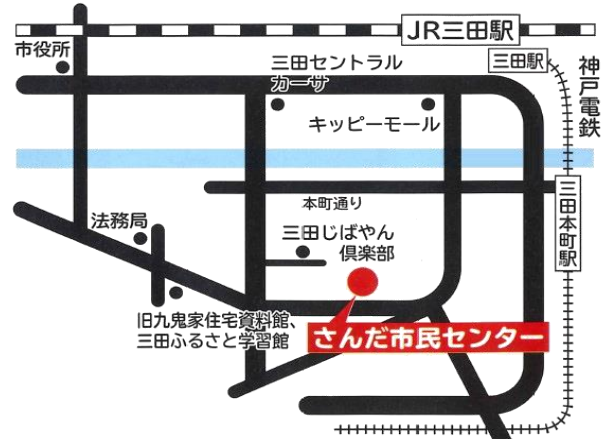 JR三田駅
市役所
三田セントラル
カーサ
三田駅
神戸電鉄
キッピーモール
本町通り
三田本町駅
法務局
三田じばやん
倶楽部
旧九鬼家住宅資料館、
三田ふるさと学習館
さんだ市民センター